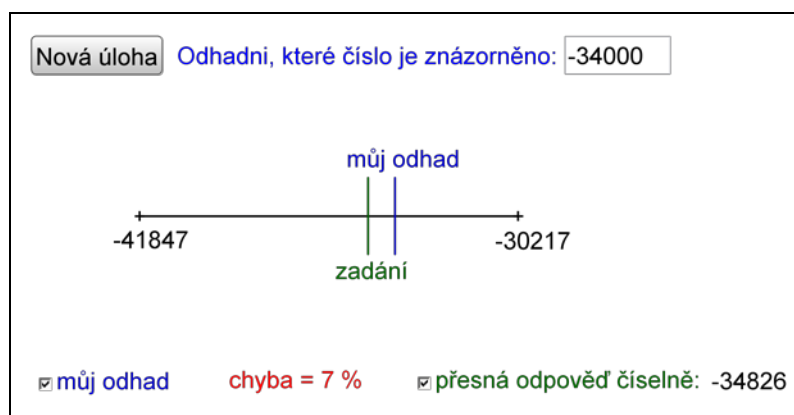 Nová úloha Odhadni, které číslo je znázorněno: -34000
můj odhad
-41847 -30217
zadání
můj odhad chyba = 7 % přesná odpověď číselně: -34826